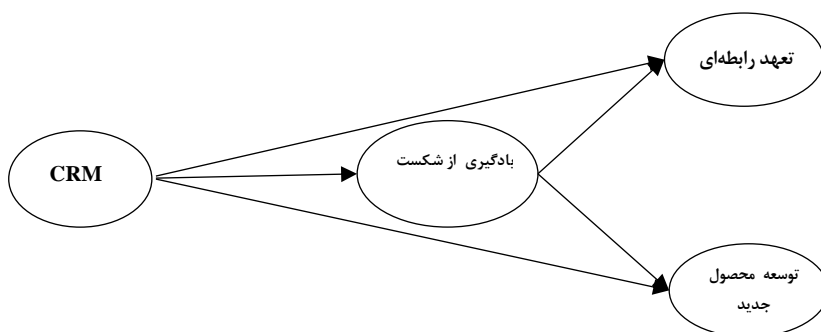 تعهد رابطه‌ای
CRM
یادگیری از شکست
توسعه محصول
جدید